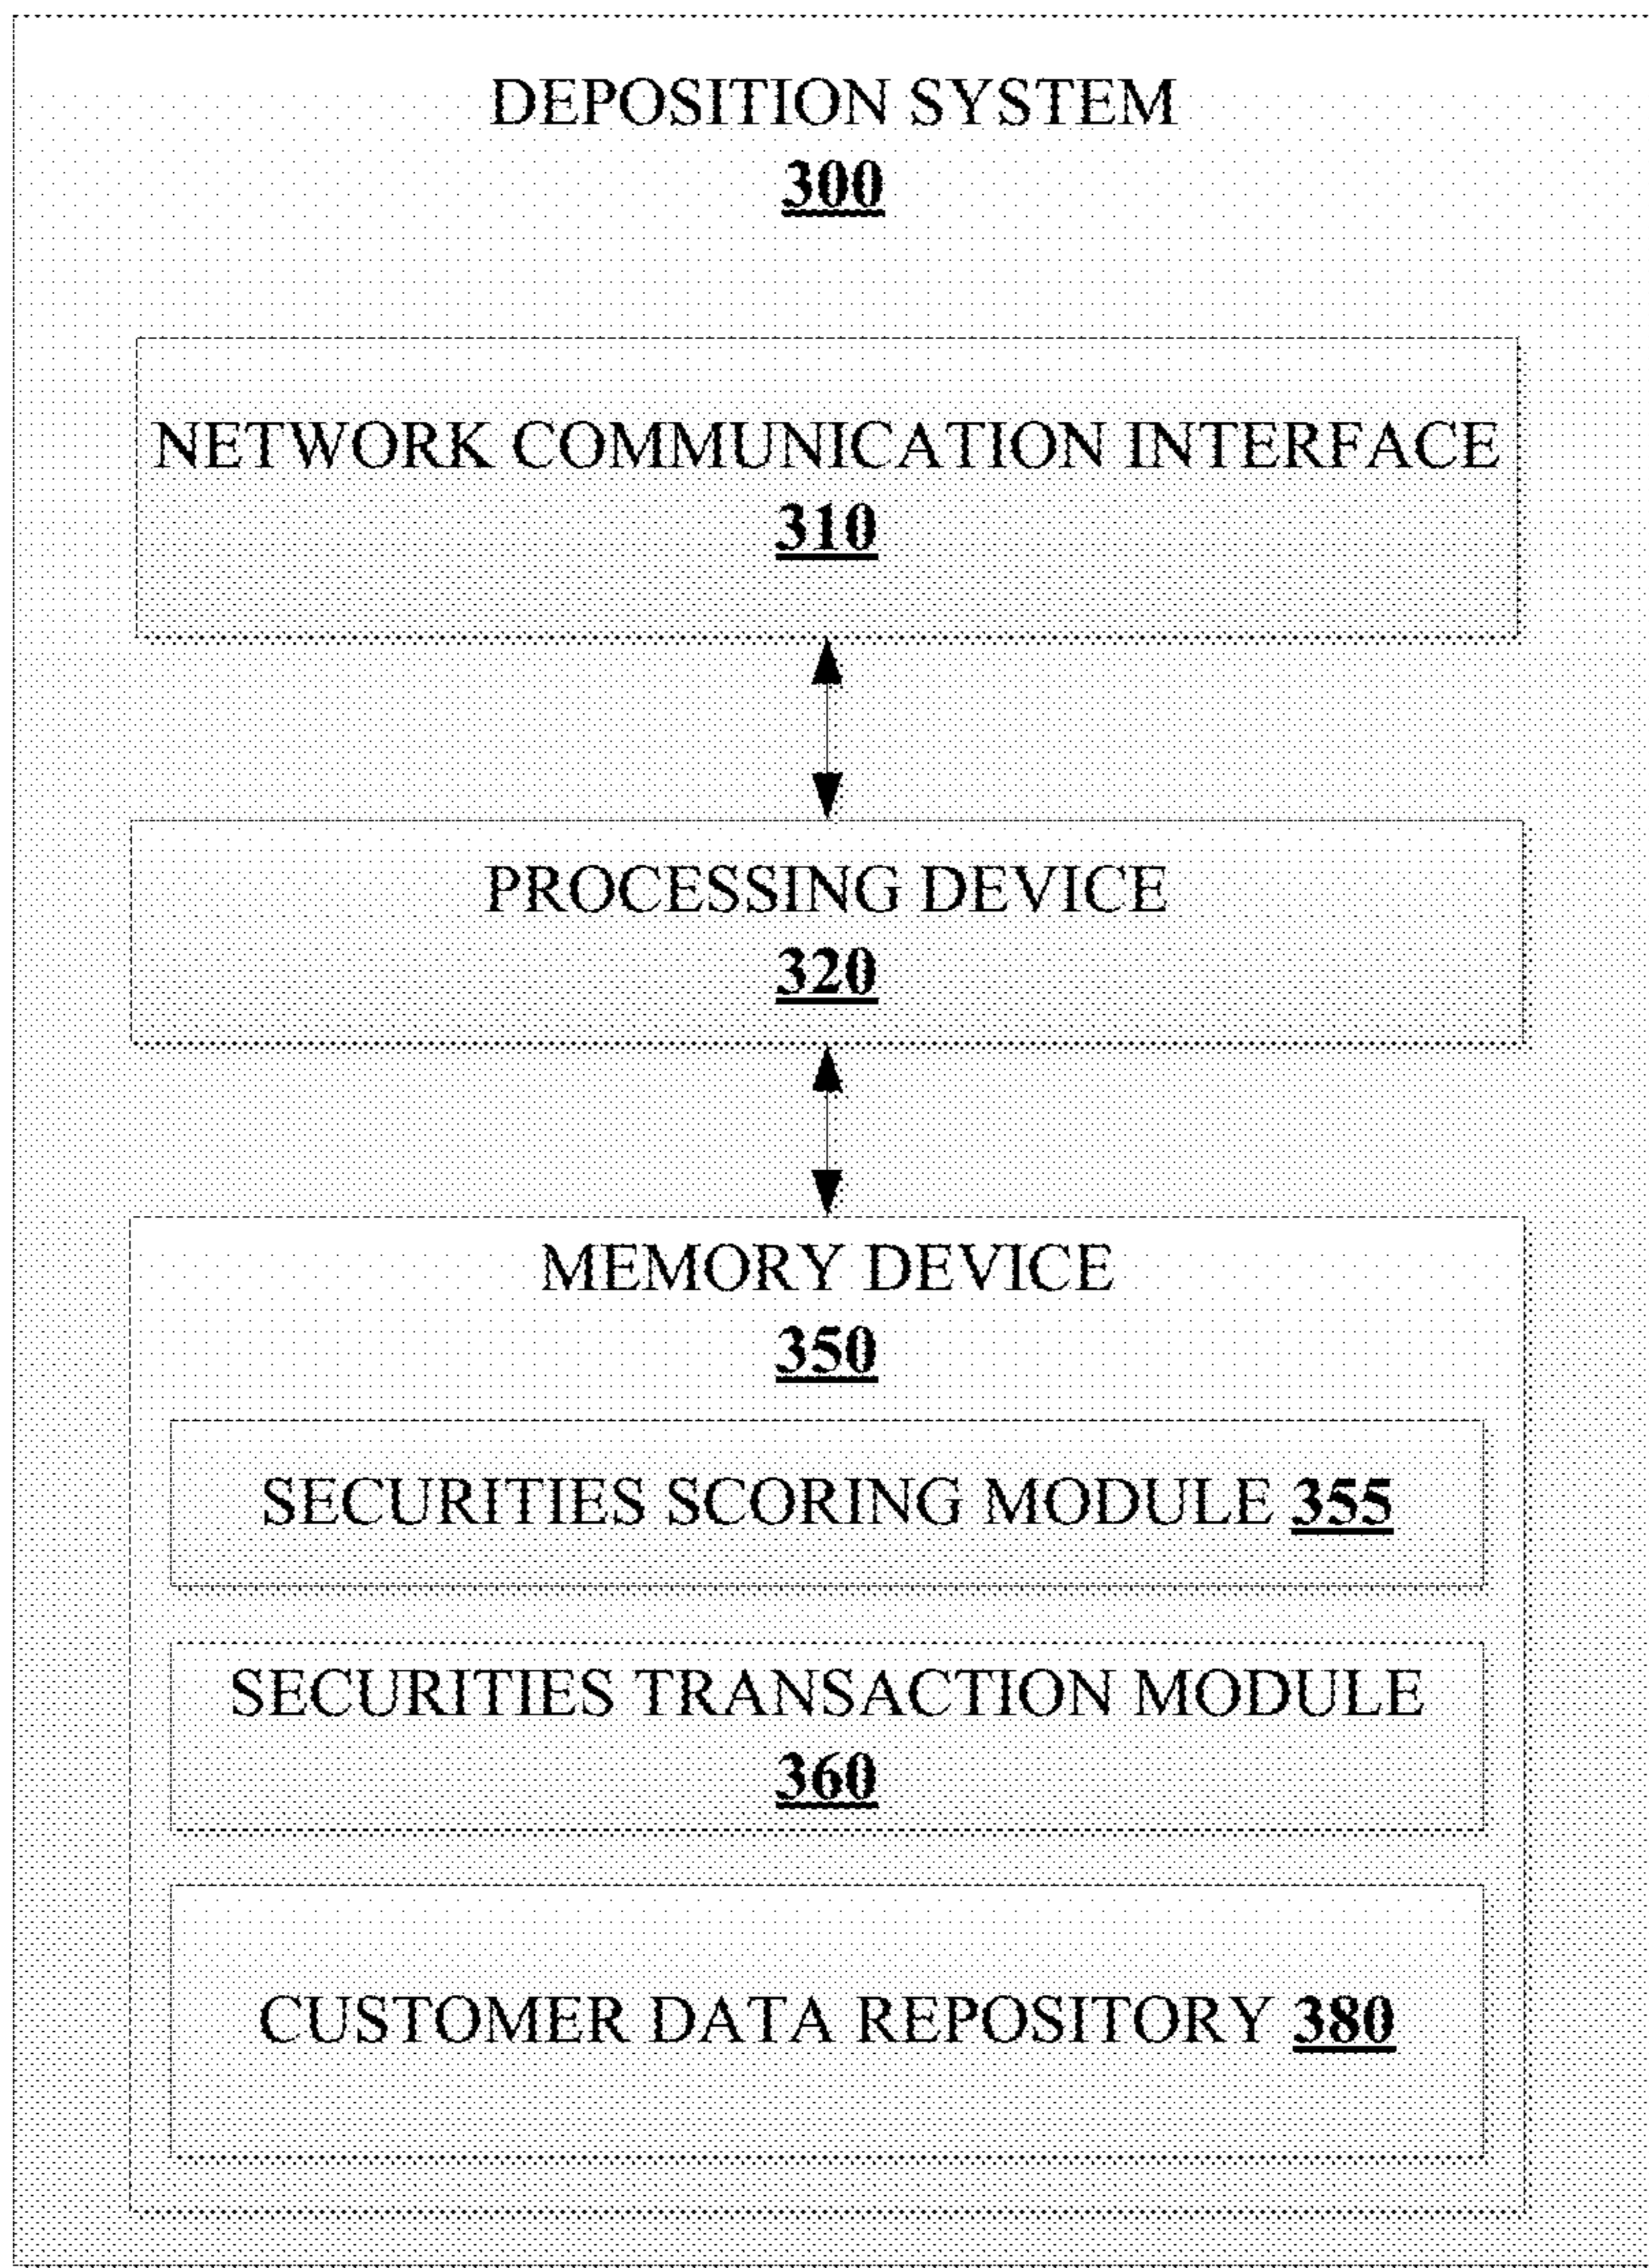 DEPOSITION SYSTEM
300
NETWORK COMMUNICATION INTERFACE
310
PROCESSING DEVICE
320
MEMORY DEVICE
350
SECURITIES SCORING MODULE 355
SECURITIES TRANSACTION MODULE
360
CUSTOMER DATA REPOSITORY 380